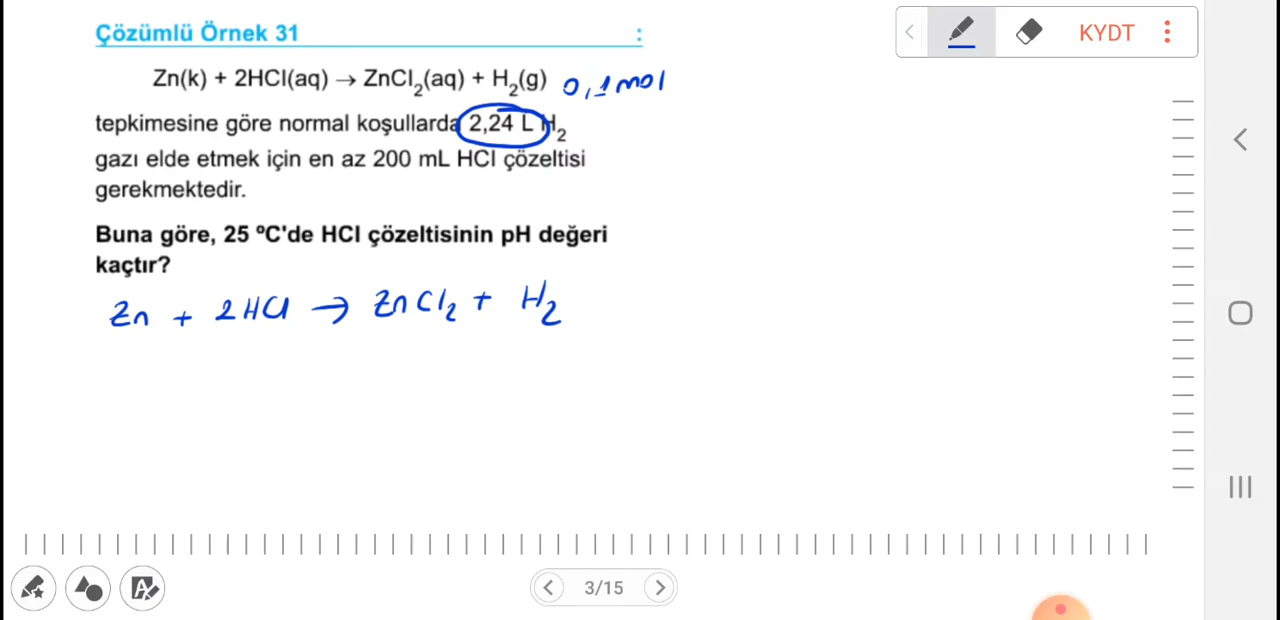 Çözümlü Örnek 31 :
KYDT
Zn(k) + 2HCl(aq) → ZnCl₂(aq) + H₂(g) 0,1mol
tepkimesine göre normal koşullarda 2,24 L H₂
gazı elde etmek için en az 200 mL HCl çözeltisi
gerekmektedir.
Buna göre, 25 ºC'de HCl çözeltisinin pH değeri
kaçtır?
Zn + 2HCl → ZnCl₂ + H₂
3/15